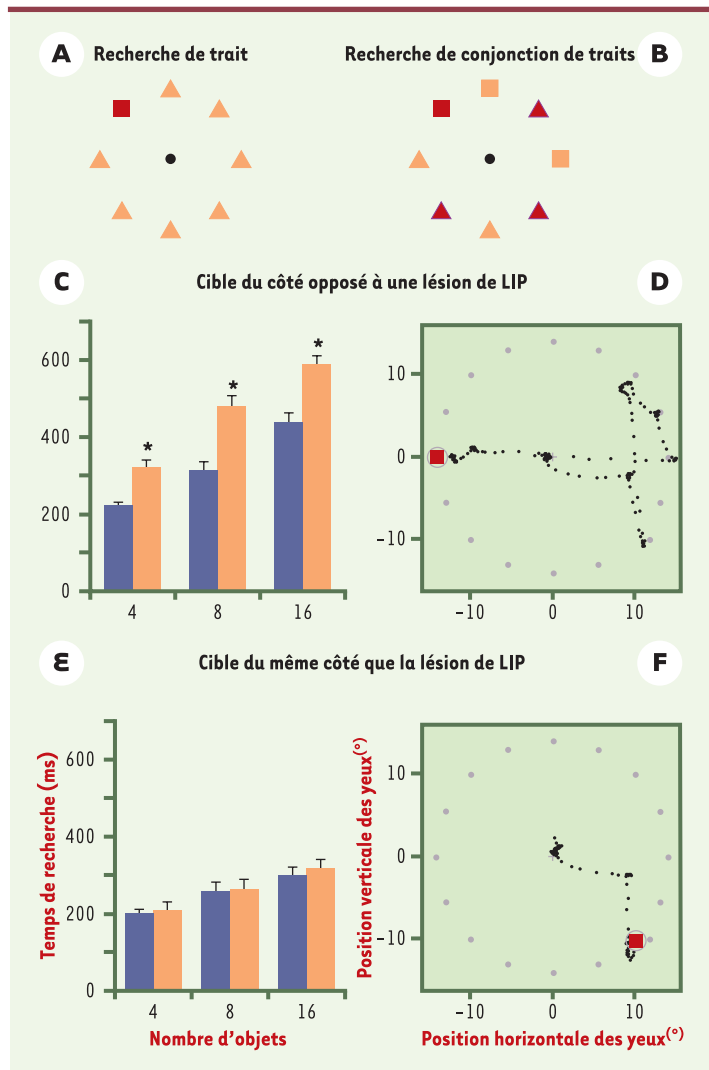 A Recherche de trait
Recherche de conjonction de traits B
C Cible du côté opposé à une lésion de LIP D
600
400
200
0
4 8 16
* * *
10
0
-10
-10 0 10
E Cible du même côté que la lésion de LIP F
Temps de recherche (ms)
600
400
200
0
4 8 16
Nombre d'objets
Position verticale des yeux(°)
10
0
-10
-10 0 10
Position horizontale des yeux(°)